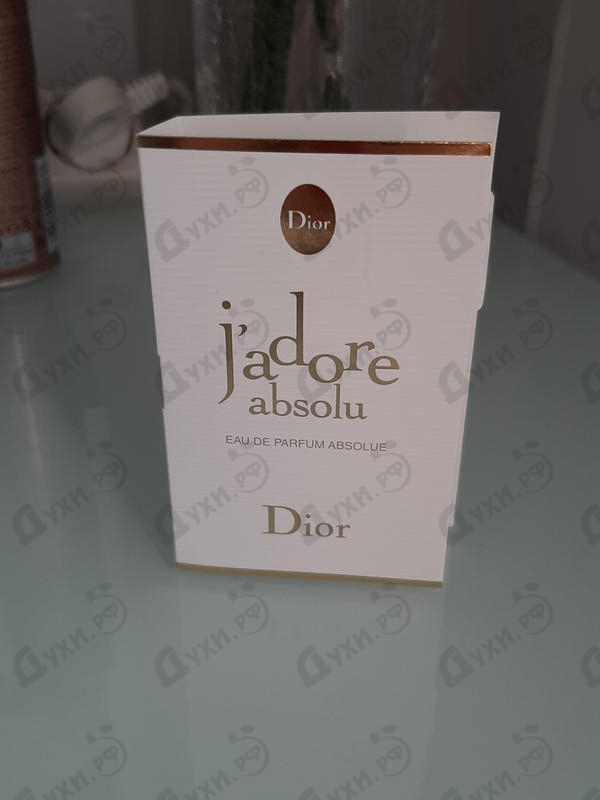 Dior
j'adore
absolu
EAU DE PARFUM ABSOLUE
Dior
Духи.рф